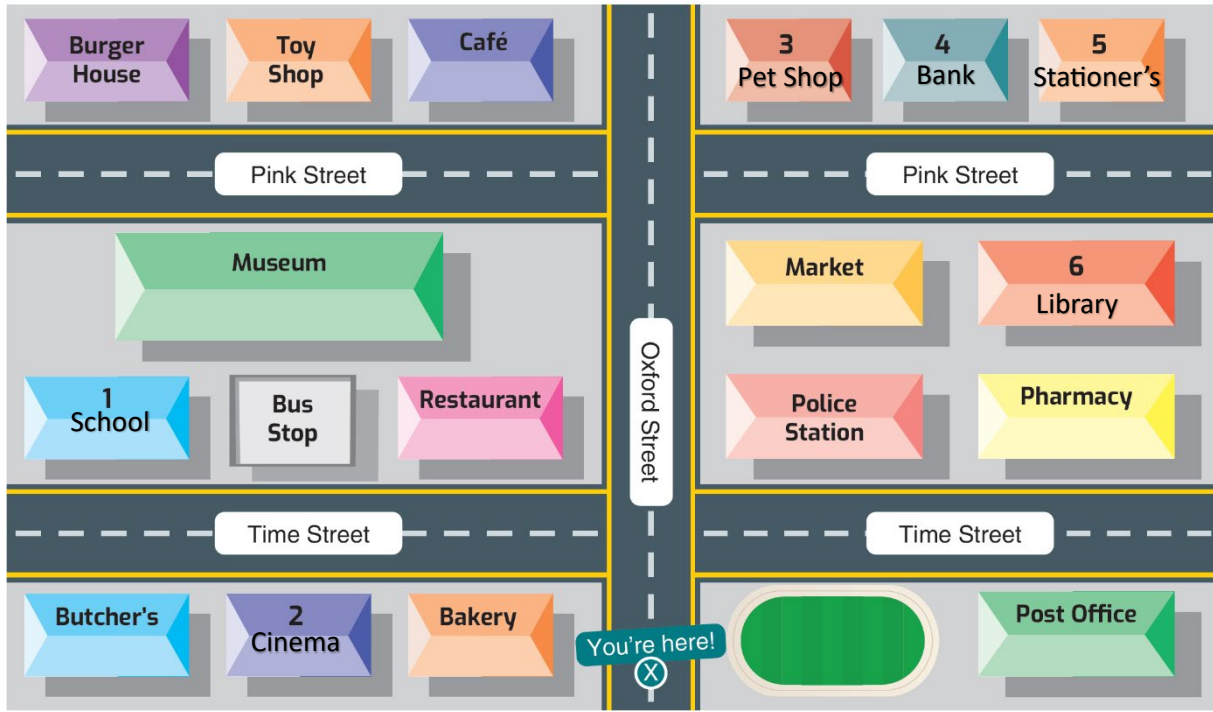 Burger
House
Toy
Shop
Café
3
Pet Shop
4
Bank
5
Stationer's
Pink Street
Pink Street
Museum
Market
6
Library
Oxford Street
1
School
Bus
Stop
Restaurant
Police
Station
Pharmacy
Time Street
Time Street
Butcher's
2
Cinema
Bakery
You're here!
X
Post Office